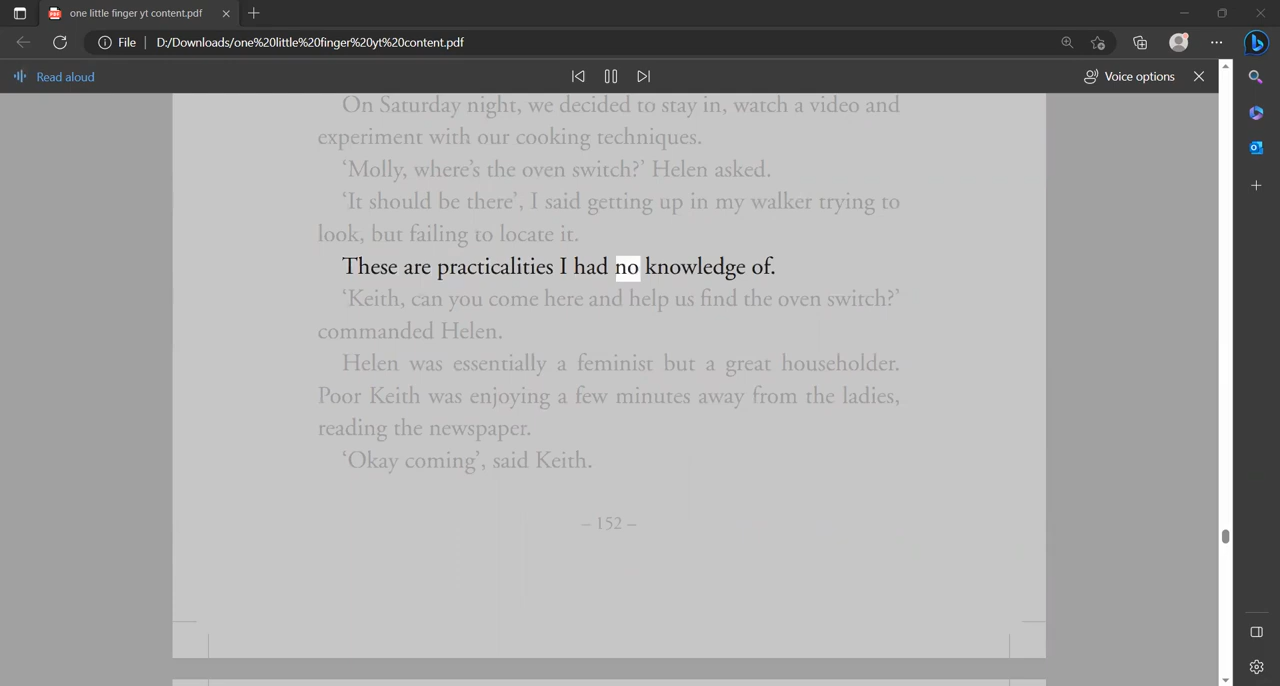 one little finger yt content.pdf
File
D:/Downloads/one%20little%20finger%20yt%20content.pdf
Read aloud
Voice options
On Saturday night, we decided to stay in, watch a video and
experiment with our cooking techniques.
‘Molly, where’s the oven switch?’ Helen asked.
‘It should be there’, I said getting up in my walker trying to
look, but failing to locate it.
These are practicalities I had no knowledge of.
‘Keith, can you come here and help us find the oven switch?’
commanded Helen.
Helen was essentially a feminist but a great householder.
Poor Keith was enjoying a few minutes away from the ladies,
reading the newspaper.
‘Okay coming’, said Keith.
– 152 –